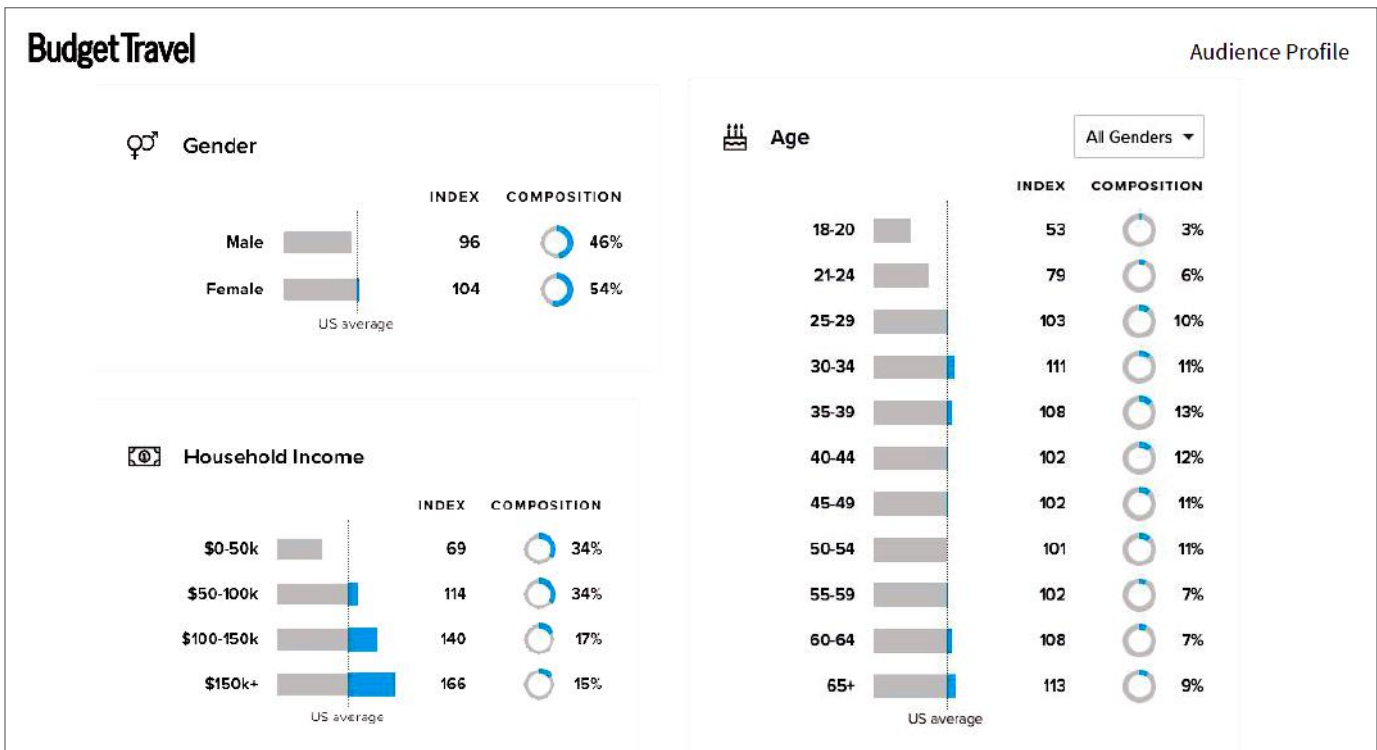 Budget Travel
Audience Profile
Gender
INDEX COMPOSITION
Male 96 46%
Female 104 54%
US average
Household Income
INDEX COMPOSITION
$0-50k 69 34%
$50-100k 114 34%
$100-150k 140 17%
$150k+ 166 15%
US average
Age
All Genders
INDEX COMPOSITION
18-20 53 3%
21-24 79 6%
25-29 103 10%
30-34 111 11%
35-39 108 13%
40-44 102 12%
45-49 102 11%
50-54 101 11%
55-59 102 7%
60-64 108 7%
65+ 113 9%
US average